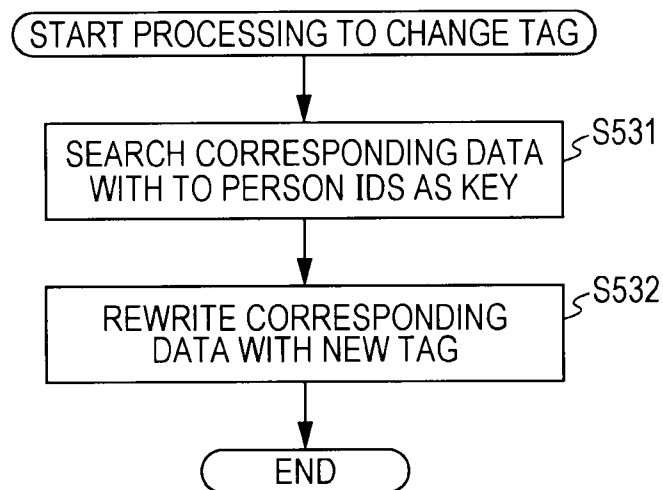 START PROCESSING TO CHANGE TAG
S531
SEARCH CORRESPONDING DATA
WITH TO PERSON IDS AS KEY
S532
REWRITE CORRESPONDING
DATA WITH NEW TAG
END